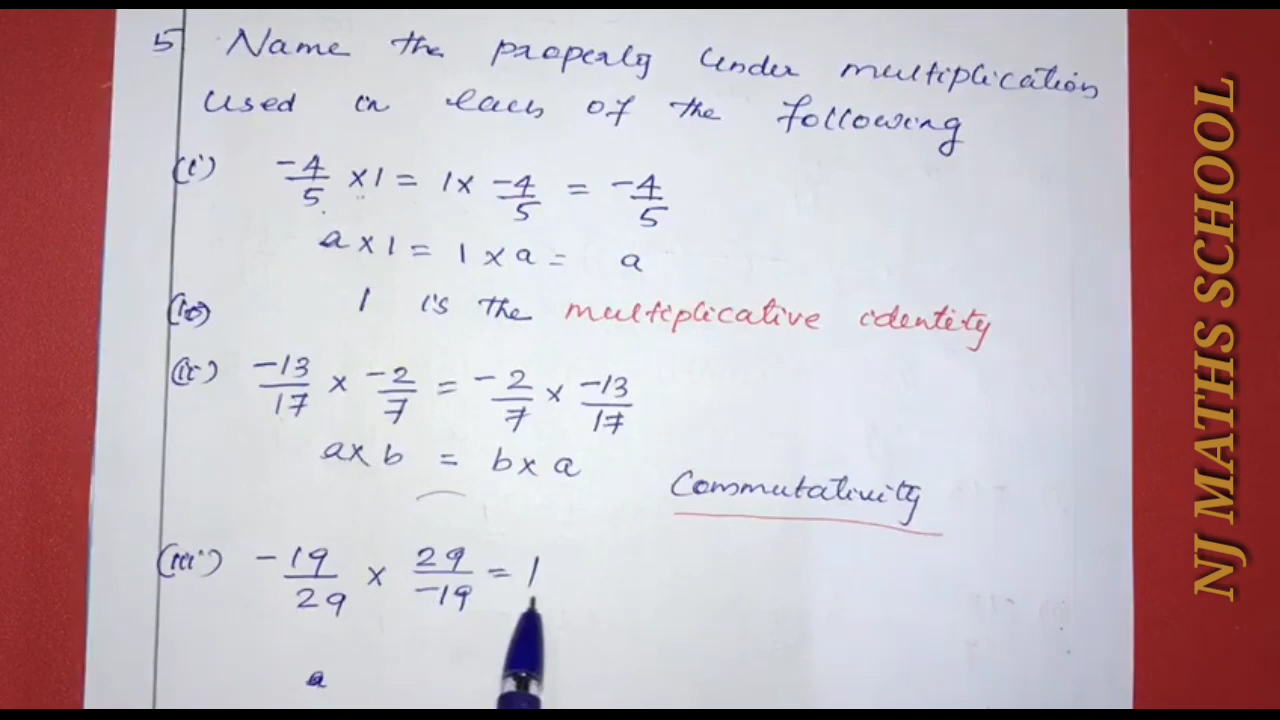 5 Name the property under multiplication
used in each of the following
(i) -4/5 × 1 = 1 × -4/5 = -4/5
a × 1 = 1 × a = a
1 is the multiplicative identity
(ii) -13/17 × -2/7 = -2/7 × -13/17
a × b = b × a
Commutativity
(iii) -19/29 × 29/-19 = 1
a
NJ MATHS SCHOOL